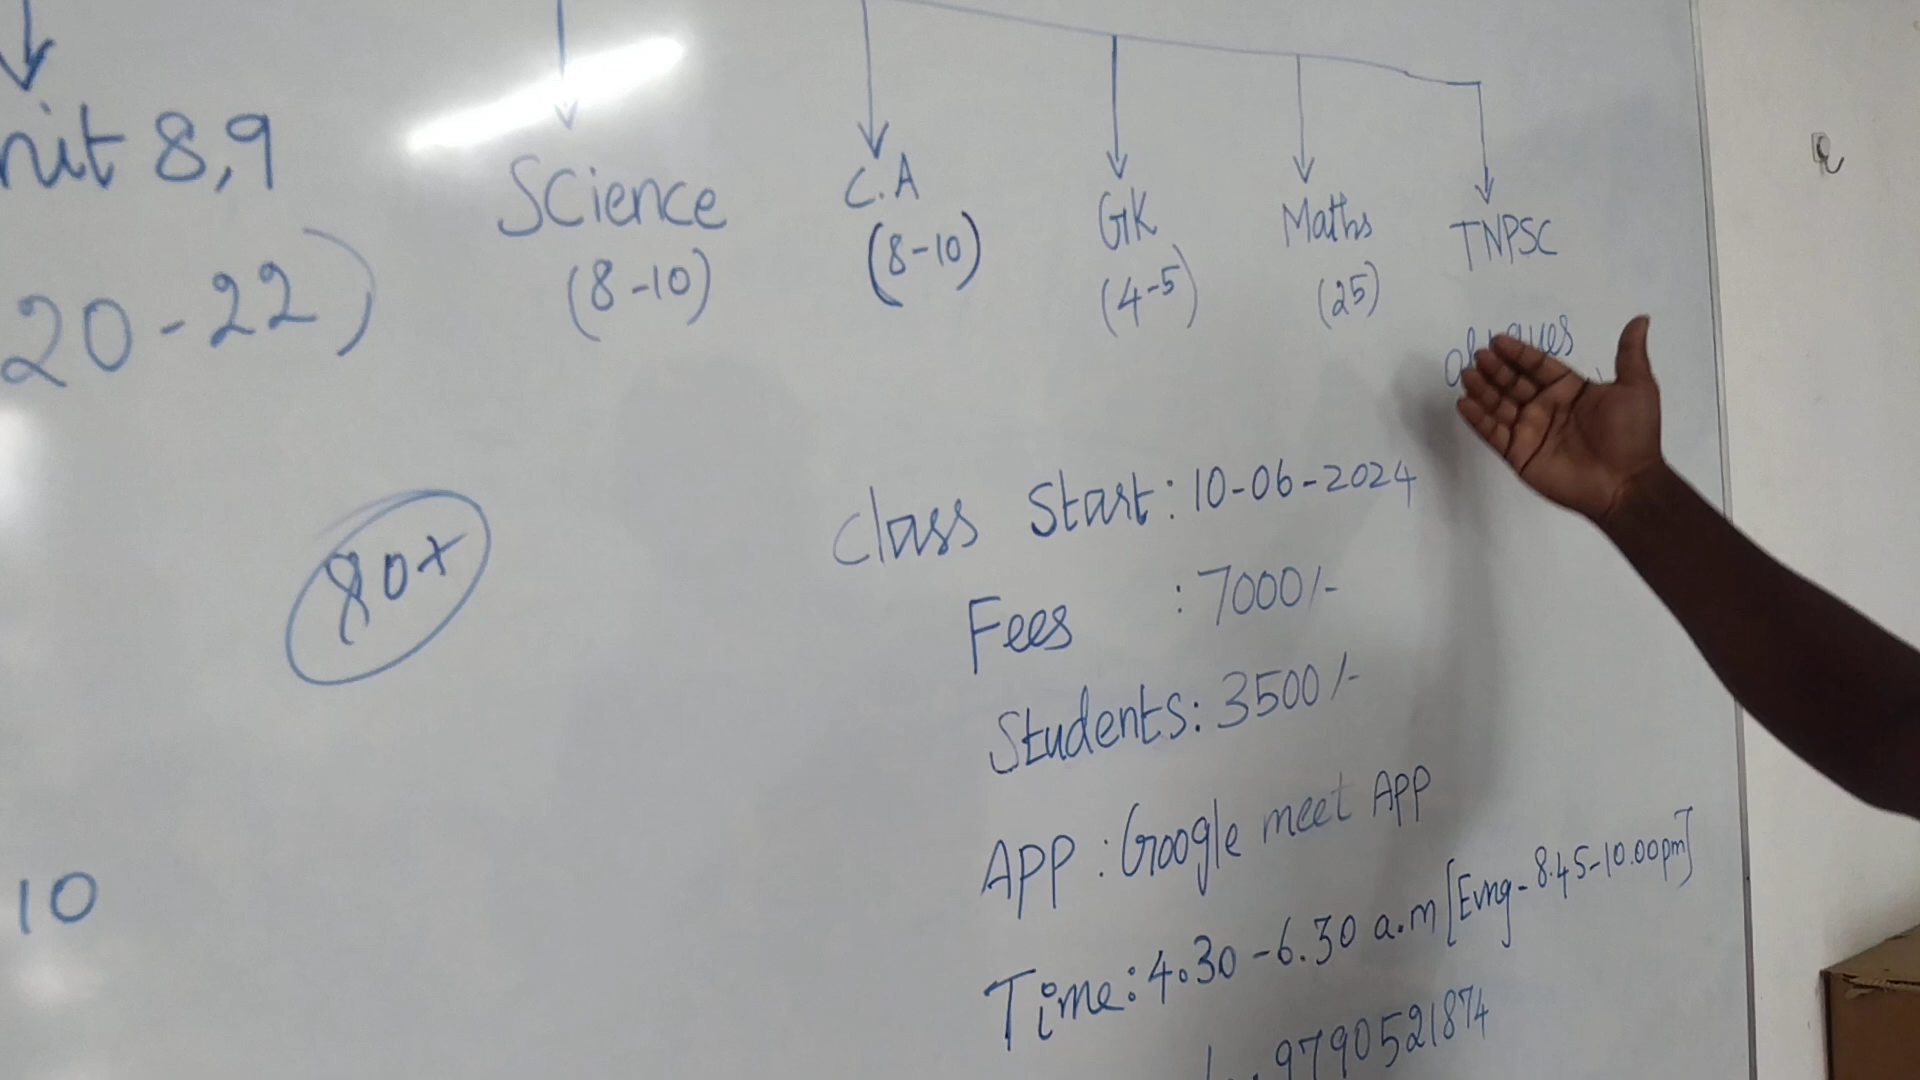 8,9 Science C.A GK Maths TNPSC
20-22) (8-10) (8-10) (4-5) (25)
80+
Class Start: 10-06-2024
Fees : 7000/-
Students: 3500/-
APP : Google meet APP
10
Time: 4.30-6.30 a.m [Evng- 8.45-10.00pm]
9790521874